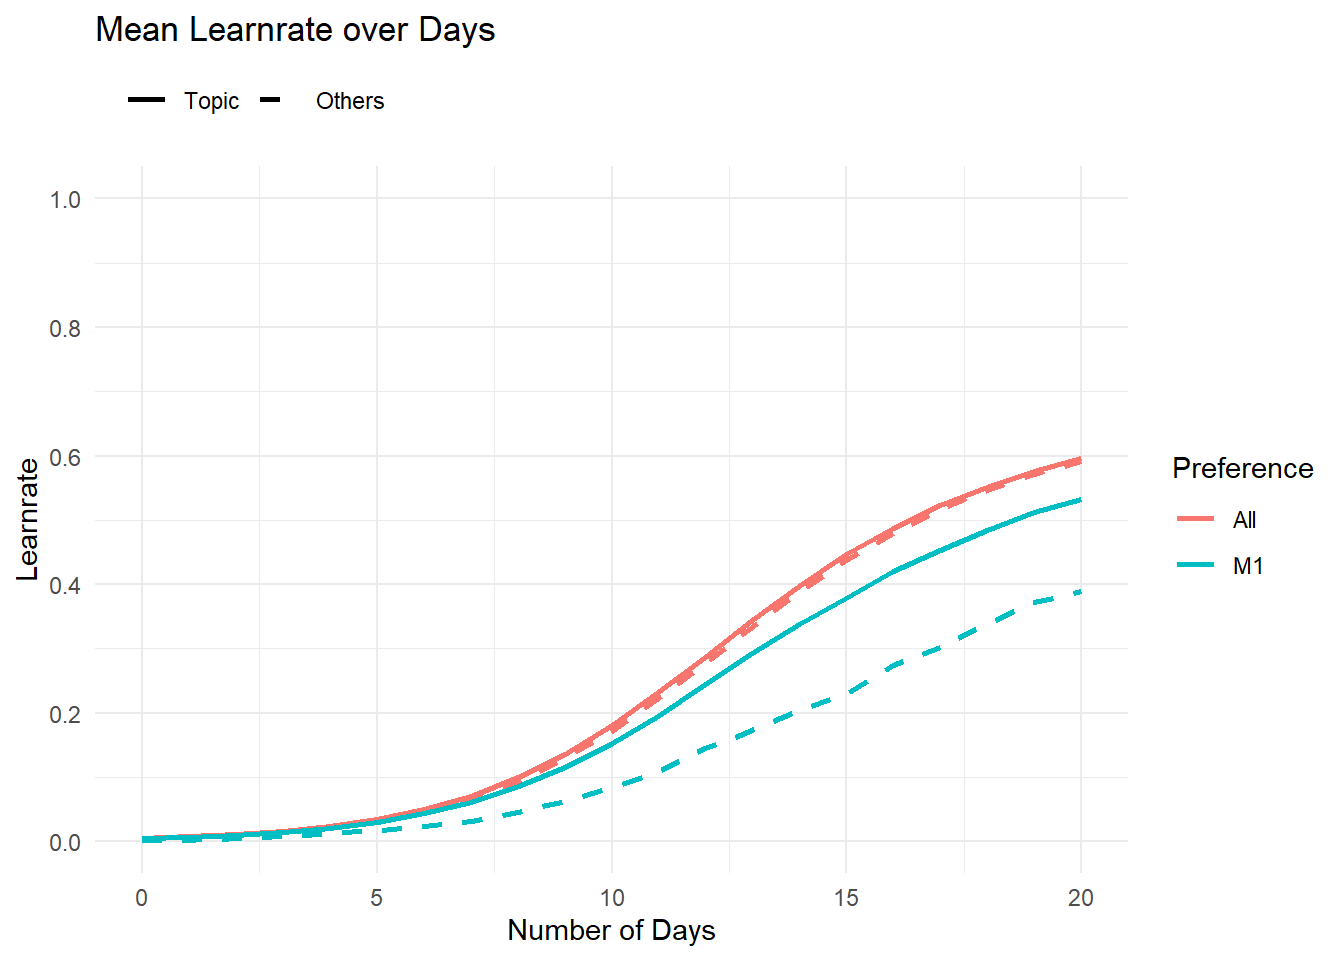 Mean Learnrate over Days
Topic Others
1.0
0.8
0.6
0.4
0.2
0.0
Learnrate
0 5 10 15 20
Number of Days
Preference
All
M1